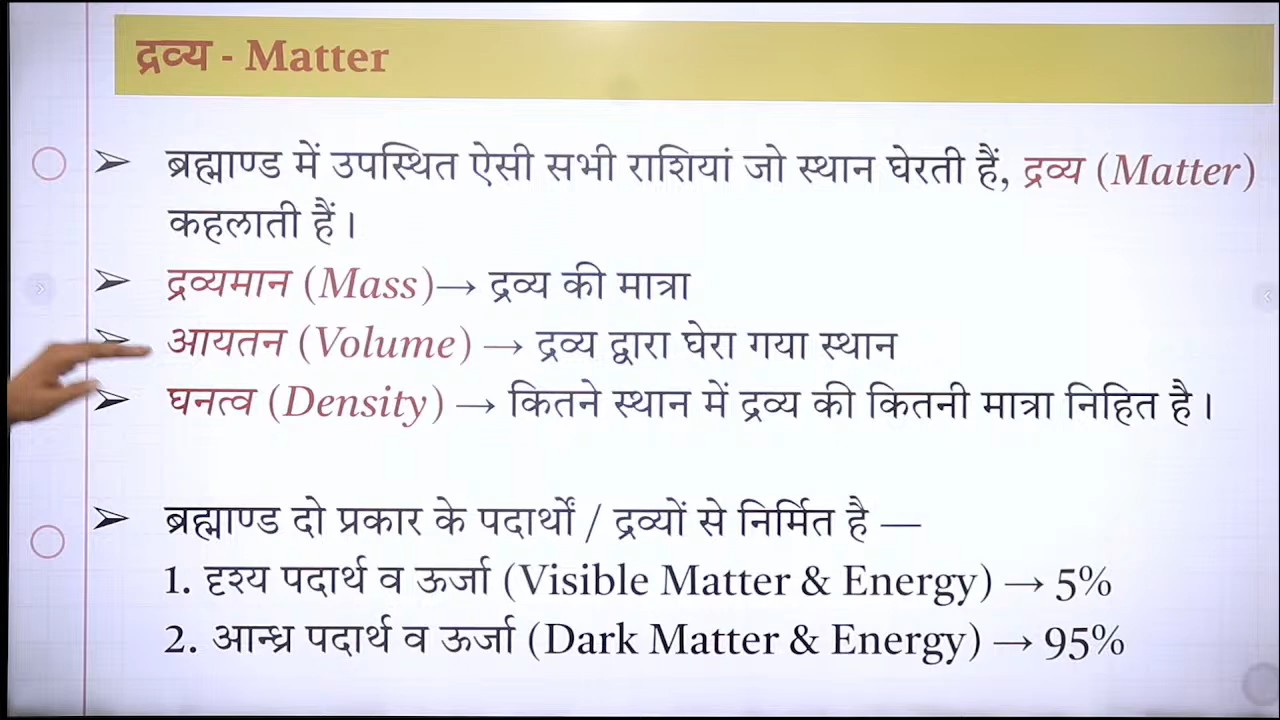 द्रव्य - Matter
ब्रह्माण्ड में उपस्थित ऐसी सभी राशियां जो स्थान घेरती हैं, द्रव्य (Matter)
कहलाती हैं।
द्रव्यमान (Mass)→ द्रव्य की मात्रा
आयतन (Volume) → द्रव्य द्वारा घेरा गया स्थान
घनत्व (Density) → कितने स्थान में द्रव्य की कितनी मात्रा निहित है।
ब्रह्माण्ड दो प्रकार के पदार्थों / द्रव्यों से निर्मित है —
1. दृश्य पदार्थ व ऊर्जा (Visible Matter & Energy) → 5%
2. आन्ध्र पदार्थ व ऊर्जा (Dark Matter & Energy) → 95%